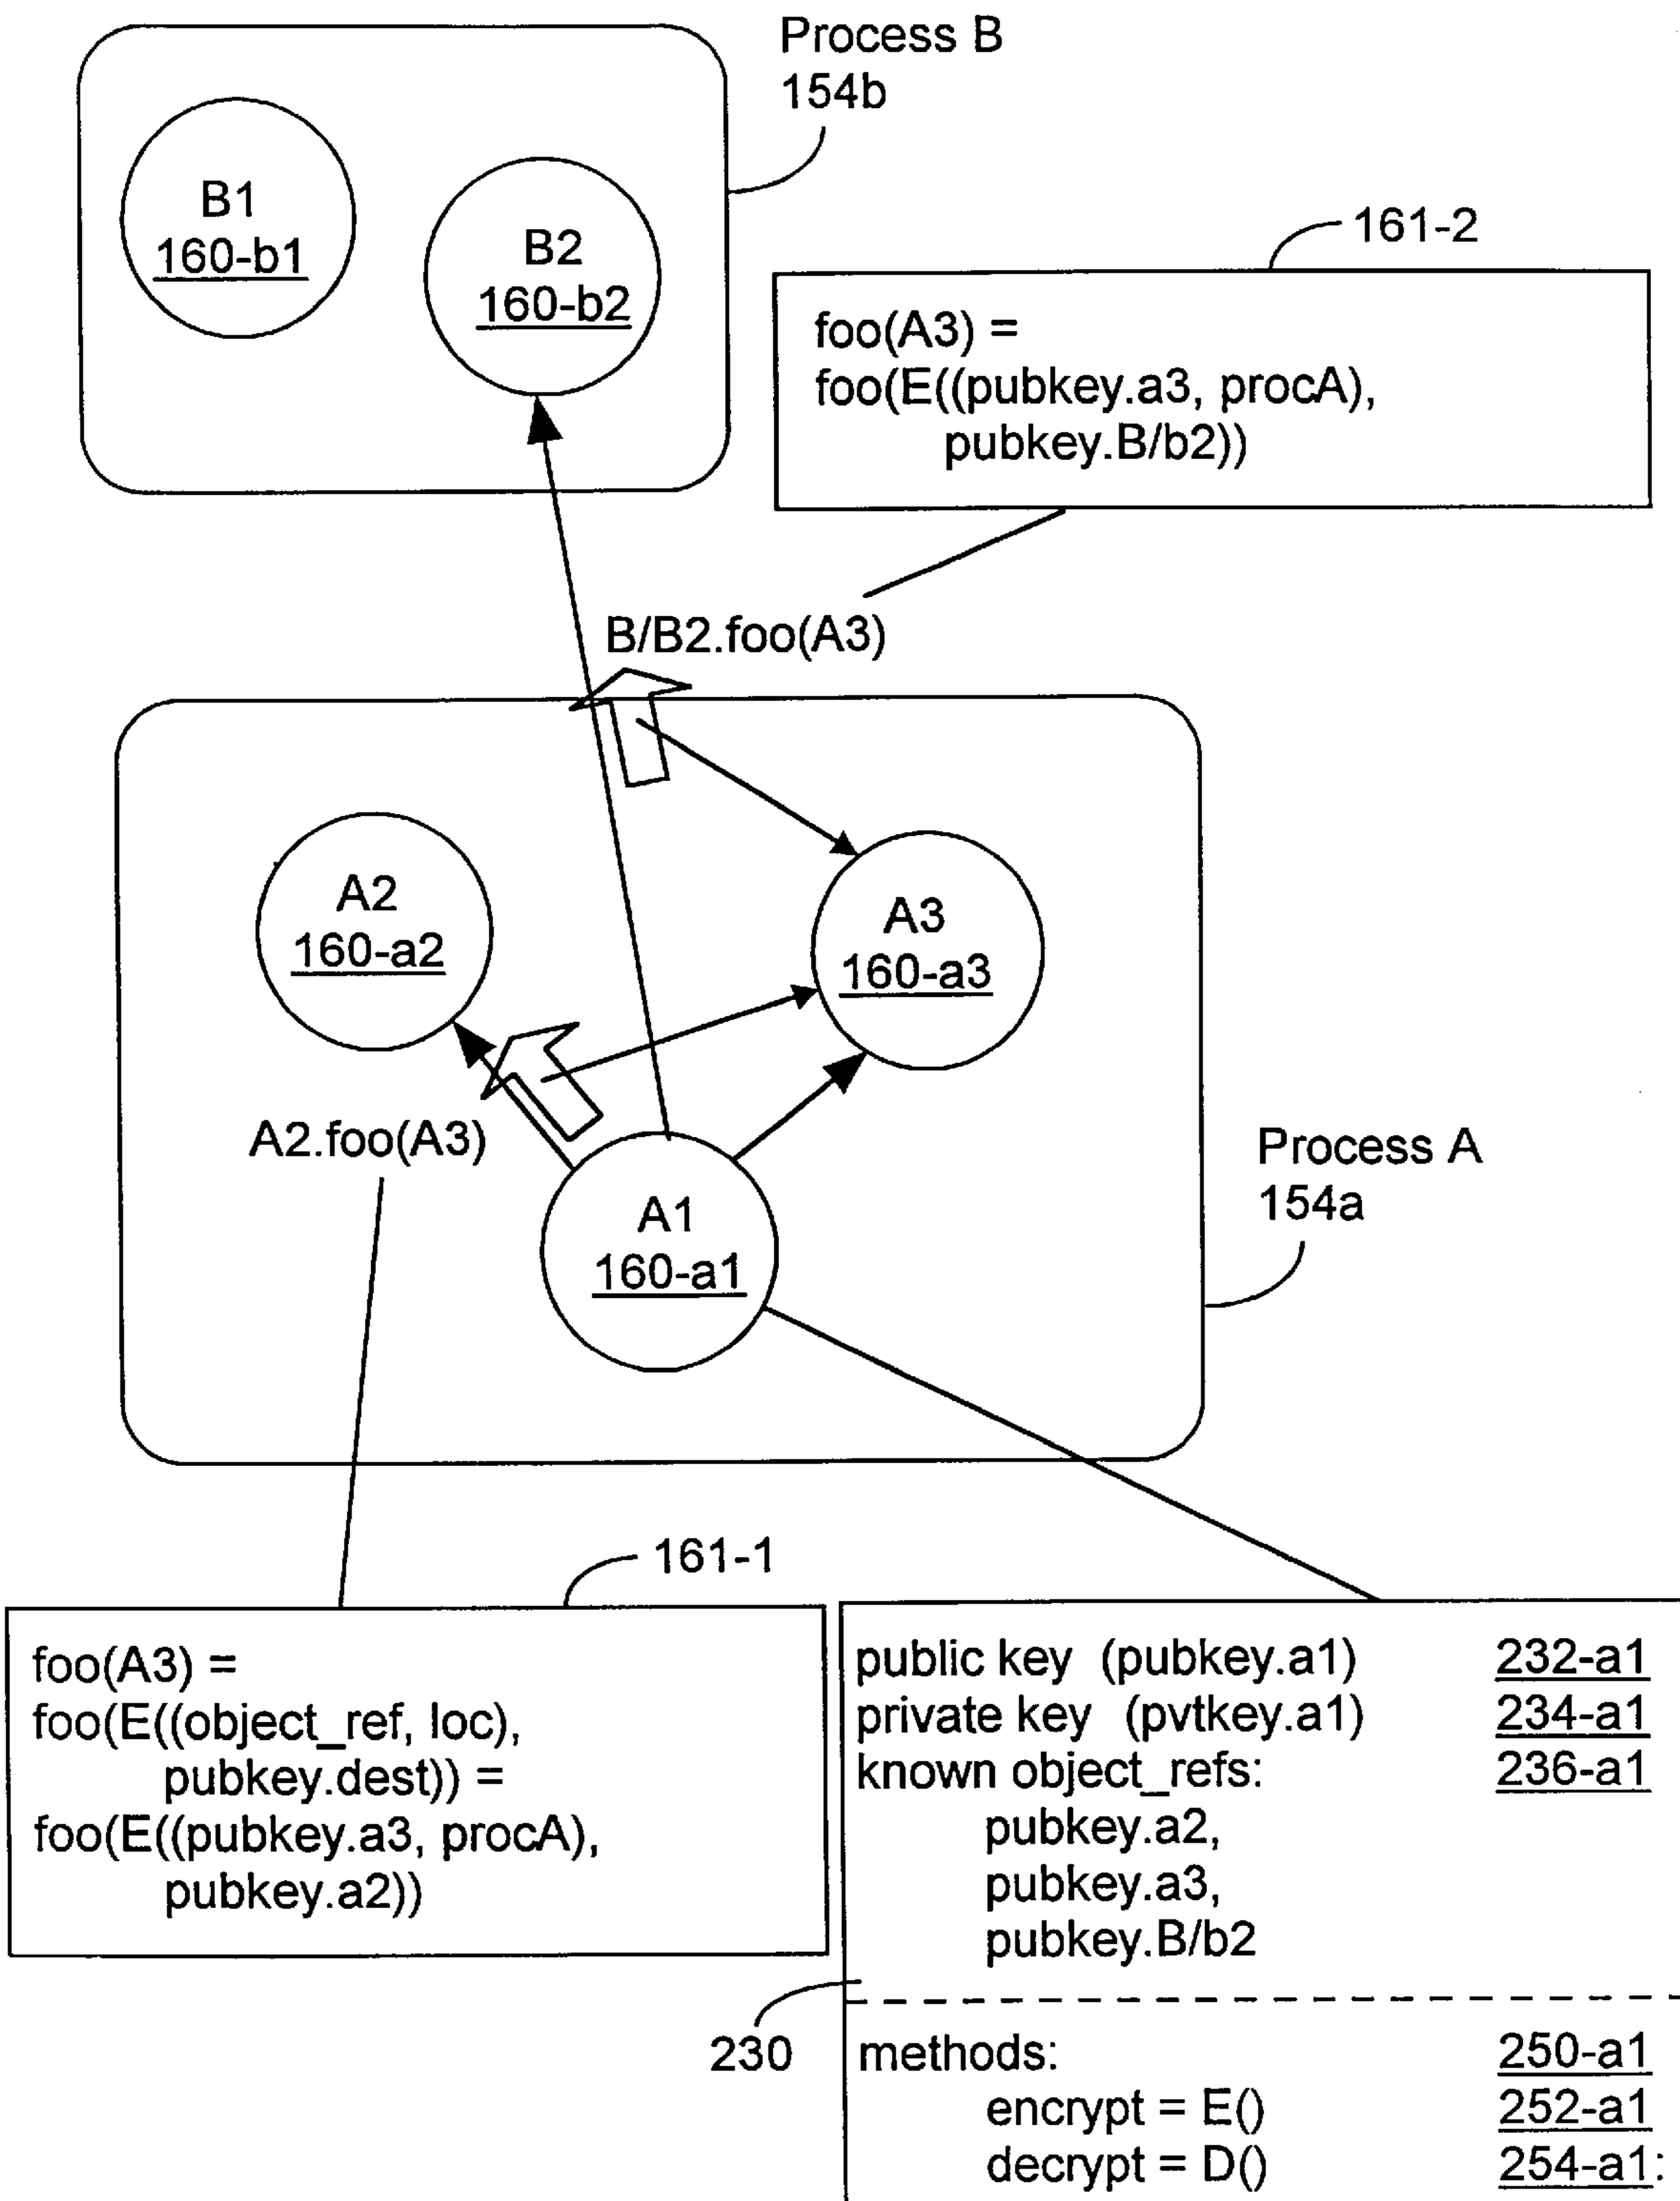 Process B
154b
B1
160-b1
B2
160-b2
161-2
foo(A3) =
foo(E((pubkey.a3, procA),
pubkey.B/b2))
B/B2.foo(A3)
A2
160-a2
A3
160-a3
A2.foo(A3)
A1
160-a1
Process A
154a
161-1
foo(A3) =
foo(E((object_ref, loc),
pubkey.dest)) =
foo(E((pubkey.a3, procA),
pubkey.a2))
public key (pubkey.a1) 232-a1
private key (pvtkey.a1) 234-a1
known object_refs: 236-a1
pubkey.a2,
pubkey.a3,
pubkey.B/b2
230
methods: 250-a1
encrypt = E() 252-a1
decrypt = D() 254-a1: